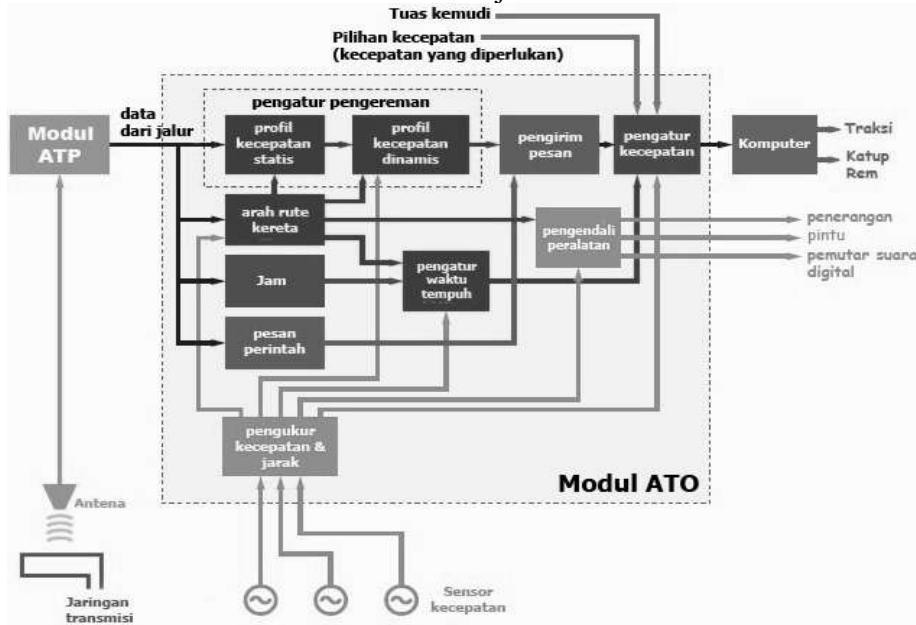 Tuas kemudi
Pilihan kecepatan
(kecepatan yang diperlukan)
pengatur pengereman
data
dari jalur
Modul
ATP
profil
kecepatan
statis
profil
kecepatan
dinamis
pengirim
pesan
pengatur
kecepatan
Komputer
Traksi
Katup
Rem
arah rute
kereta
pengendali
peralatan
penerangan
pintu
pemutar suara
digital
Jam
pengatur
waktu
tempuh
pesan
perintah
pengukur
kecepatan &
jarak
Modul ATO
Antena
Jaringan
transmisi
Sensor
kecepatan